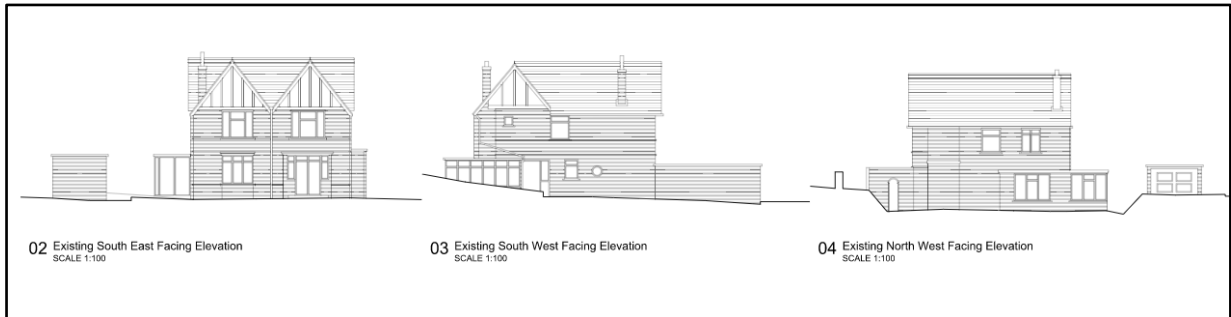 02 Existing South East Facing Elevation
SCALE 1:100
03 Existing South West Facing Elevation
SCALE 1:100
04 Existing North West Facing Elevation
SCALE 1:100